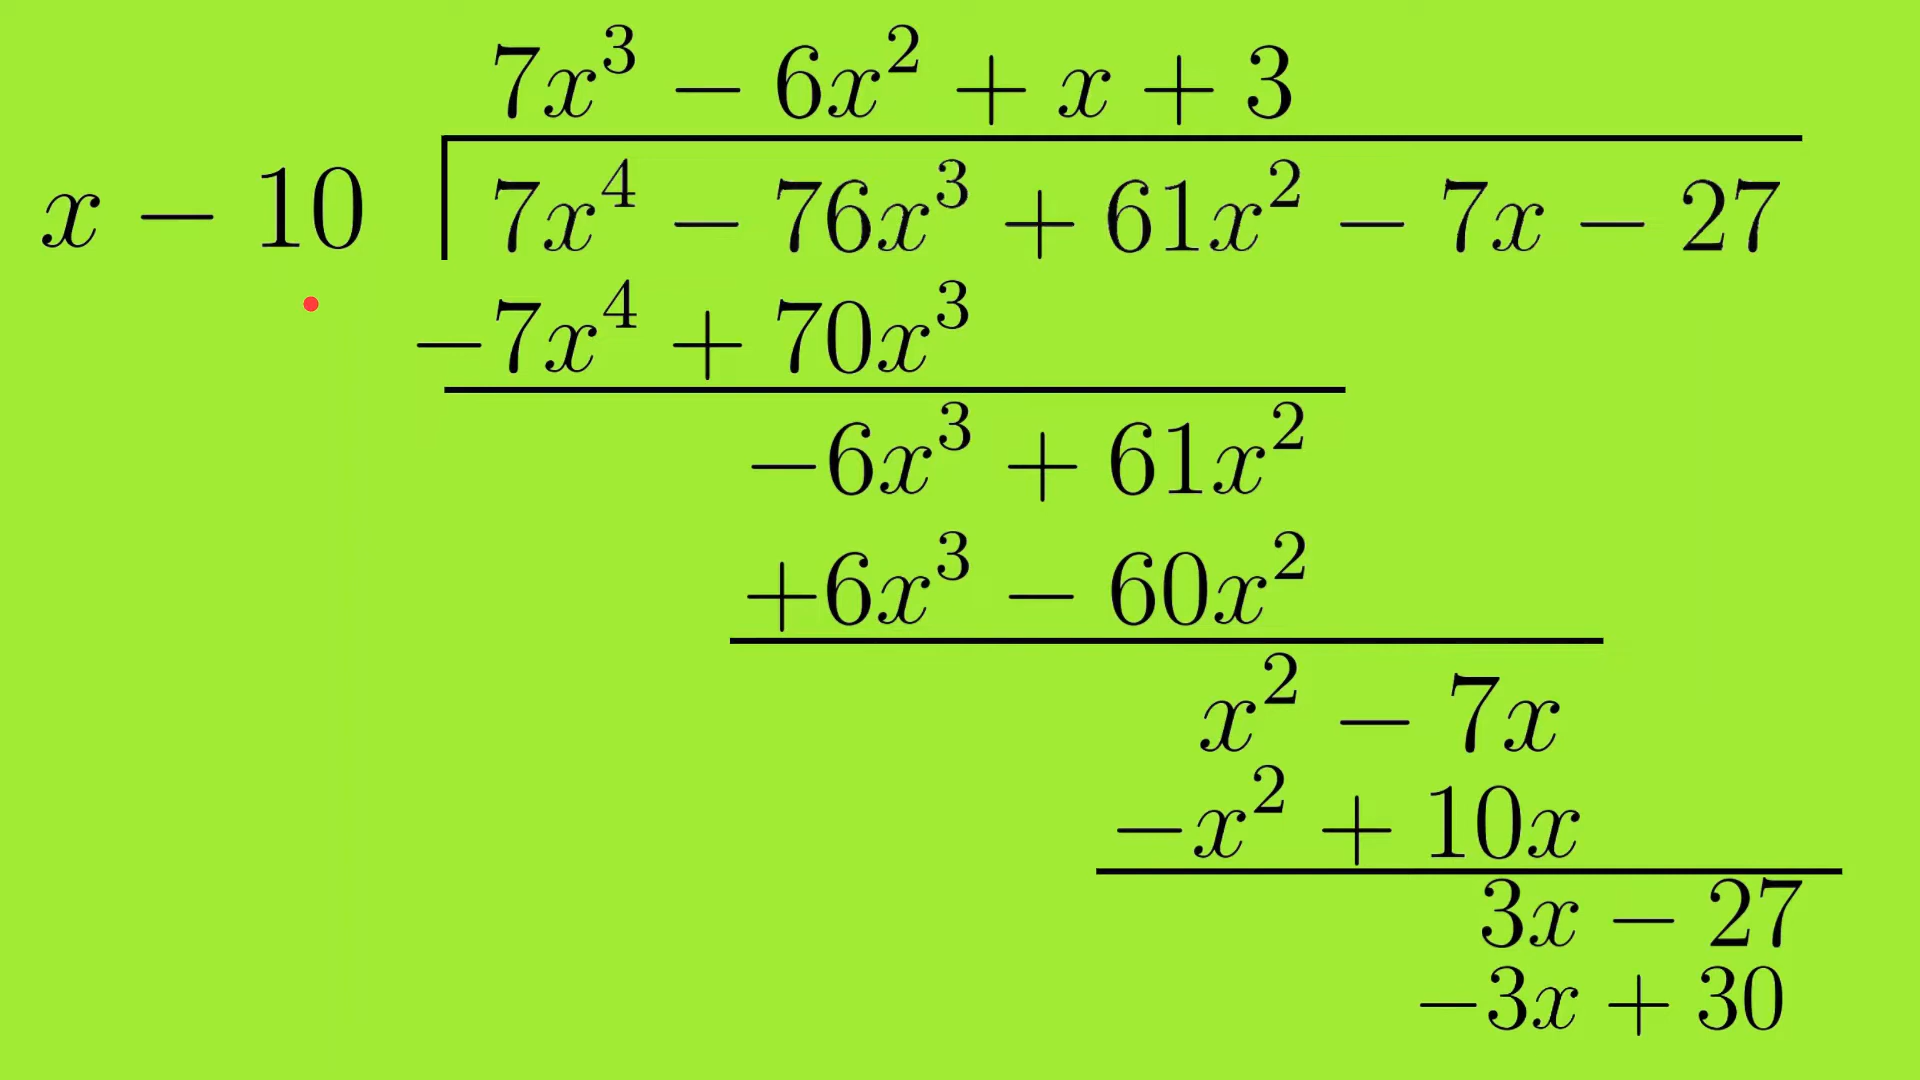 7x³ − 6x² + x + 3
x − 10 7x⁴ − 76x³ + 61x² − 7x − 27
−7x⁴ + 70x³
−6x³ + 61x²
+6x³ − 60x²
x² − 7x
−x² + 10x
3x − 27
−3x + 30